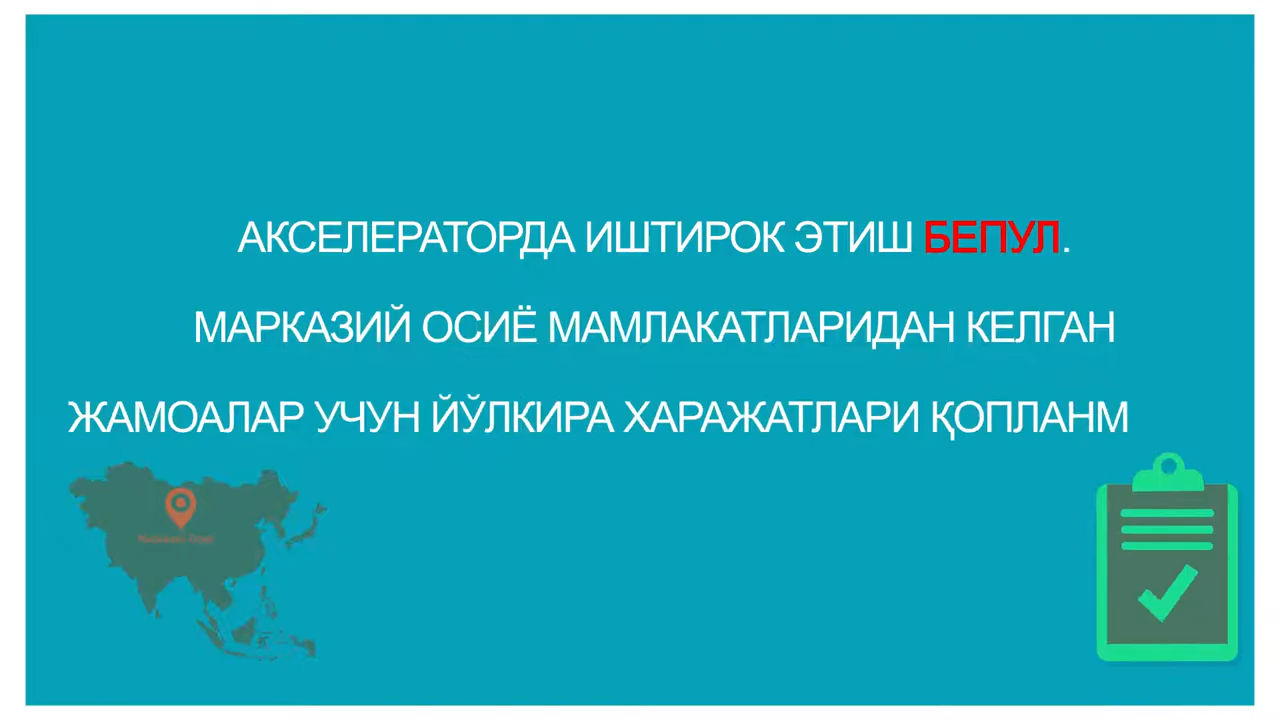 АКСЕЛЕРАТОРДА ИШТИРОК ЭТИШ БЕПУЛ.
МАРКАЗИЙ ОСИЁ МАМЛАКАТЛАРИДАН КЕЛГАН
ЖАМОАЛАР УЧУН ЙЎЛКИРА ХАРАЖАТЛАРИ ҚОПЛАНМ